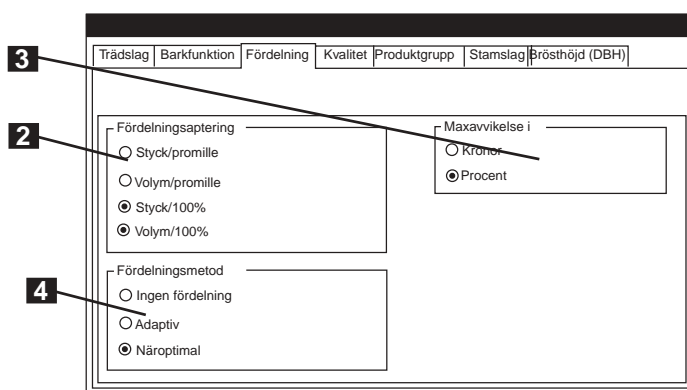 3
Trädslag Barkfunktion Fördelning Kvalitet Produktgrupp Stamslag Brösthöjd (DBH)
2
Fördelningsaptering
Styck/promille
Volym/promille
Styck/100%
Volym/100%
Maxavvikelse i
Kronor
Procent
4
Fördelningsmetod
Ingen fördelning
Adaptiv
Näroptimal